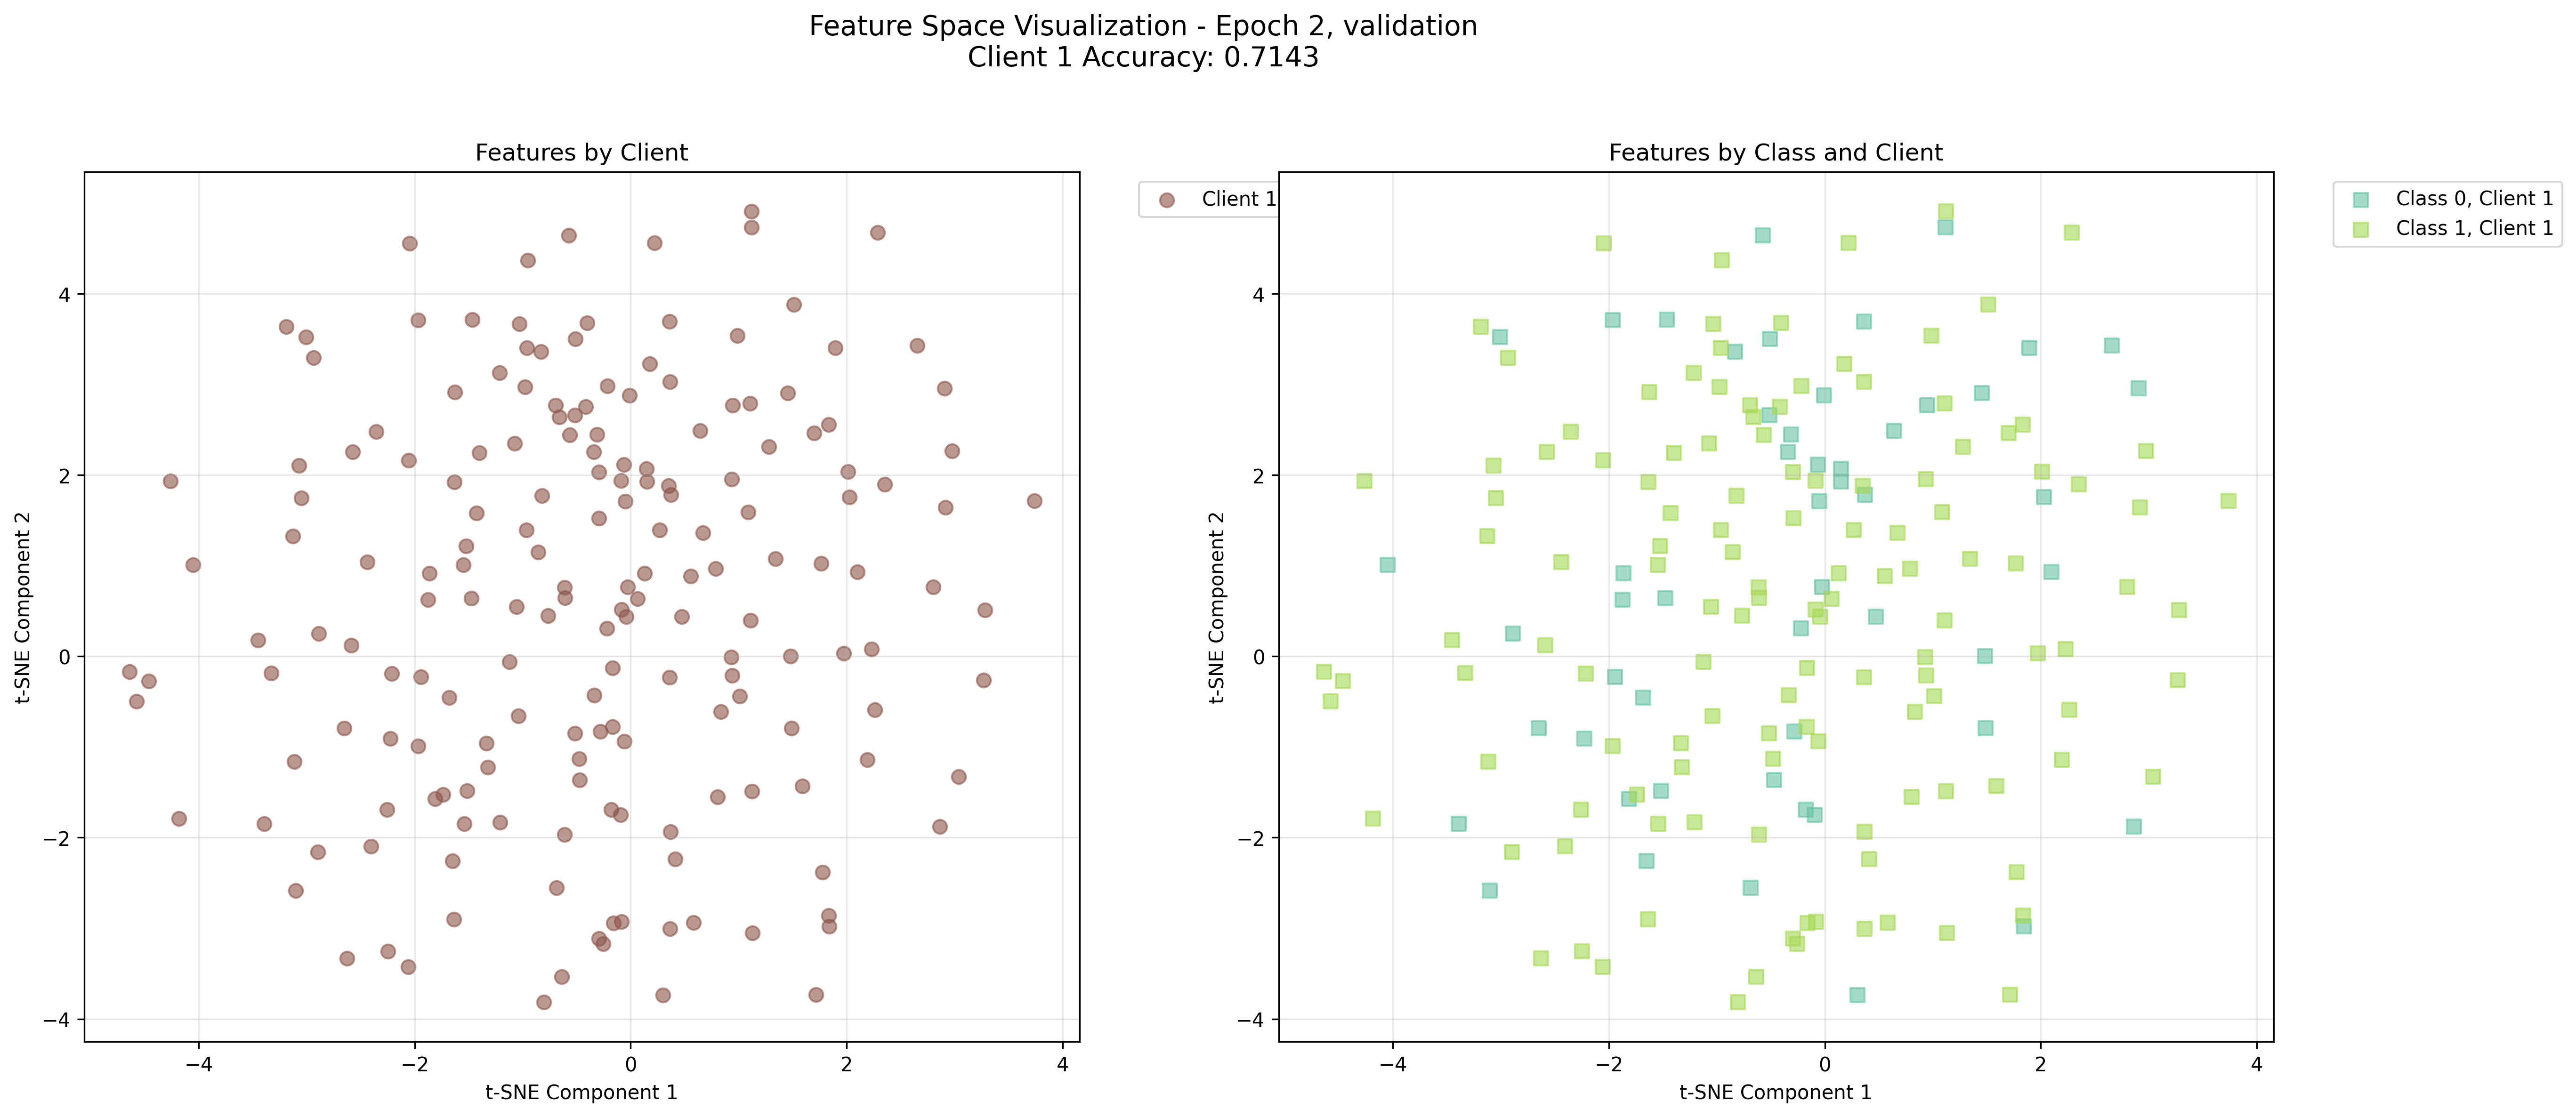 Feature Space Visualization - Epoch 2, validation
Client 1 Accuracy: 0.7143
Features by Client
Client 1
t-SNE Component 2
4
2
0
−2
−4
−4
−2
0
2
4
t-SNE Component 1
Features by Class and Client
Class 0, Client 1
Class 1, Client 1
t-SNE Component 2
4
2
0
−2
−4
−4
−2
0
2
4
t-SNE Component 1